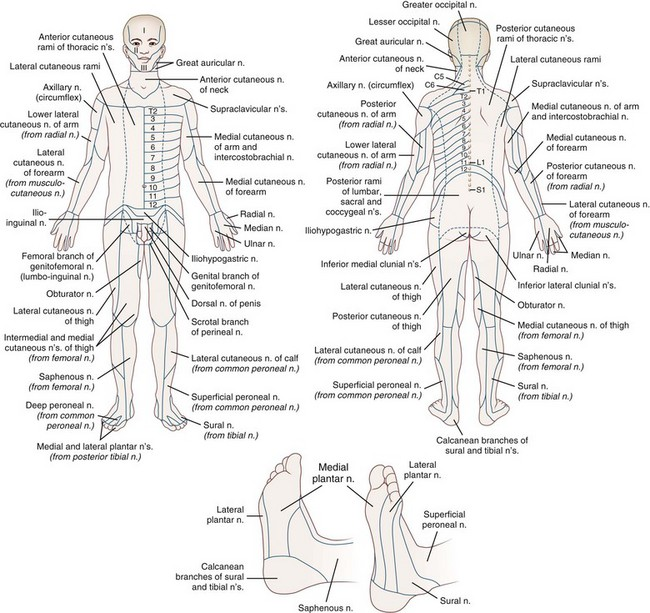 Greater occipital n.
Lesser occipital n.
Great auricular n.
Anterior cutaneous n.
of neck
C5
C6
T1
Axillary n. (circumflex)
Posterior
cutaneous n. of arm
(from radial n.)
Lower lateral
cutaneous n. of arm
(from radial n.)
Posterior rami
of lumbar,
sacral and
coccygeal n's.
Iliohypogastric n.
Inferior medial clunial n's.
Lateral cutaneous n.
of thigh
Posterior cutaneous n.
of thigh
Lateral cutaneous n. of calf
(from common peroneal n.)
Superficial peroneal n.
(from common peroneal n.)
Calcanean branches of
sural and tibial n's.
Posterior cutaneous
rami of thoracic n's.
Lateral cutaneous rami
Supraclavicular n's.
Medial cutaneous n. of arm
and intercostobrachial n.
Medial cutaneous n.
of forearm
Posterior cutaneous n.
of forearm
(from radial n.)
Lateral cutaneous n.
of forearm
(from musculo-
cutaneous n.)
Ulnar n.
Median n.
Radial n.
Inferior lateral clunial n's.
Obturator n.
Medial cutaneous n. of thigh
(from femoral n.)
Saphenous n.
(from femoral n.)
Sural n.
(from tibial n.)
11
12
L1
S1
I
II
III
Anterior cutaneous
rami of thoracic n's.
Lateral cutaneous rami
Axillary n.
(circumflex)
Lower lateral
cutaneous n. of arm
(from radial n.)
Lateral
cutaneous n.
of forearm
(from musculo-
cutaneous n.)
Ilio-
inguinal n.
Femoral branch of
genitofemoral n.
(lumbo-inguinal n.)
Obturator n.
Lateral cutaneous n.
of thigh
Intermedial and medial
cutaneous n's. of thigh
(from femoral n.)
Saphenous n.
(from femoral n.)
Deep peroneal n.
(from common
peroneal n.)
Medial and lateral plantar n's.
(from posterior tibial n.)
Great auricular n.
Anterior cutaneous n.
of neck
Supraclavicular n's.
T2
3
4
5
6
7
8
9
10
11
12
Medial cutaneous n.
of arm and
intercostobrachial n.
Medial cutaneous n.
of forearm
Radial n.
Median n.
Ulnar n.
Iliohypogastric n.
Genital branch of
genitofemoral n.
Dorsal n. of penis
Scrotal branch
of perineal n.
Lateral cutaneous n. of calf
(from common peroneal n.)
Superficial peroneal n.
(from common peroneal n.)
Sural n.
(from tibial n.)
Medial
plantar n.
Lateral
plantar n.
Lateral
plantar n.
Superficial
peroneal n.
Calcanean
branches of sural
and tibial n's.
Saphenous n.
Sural n.